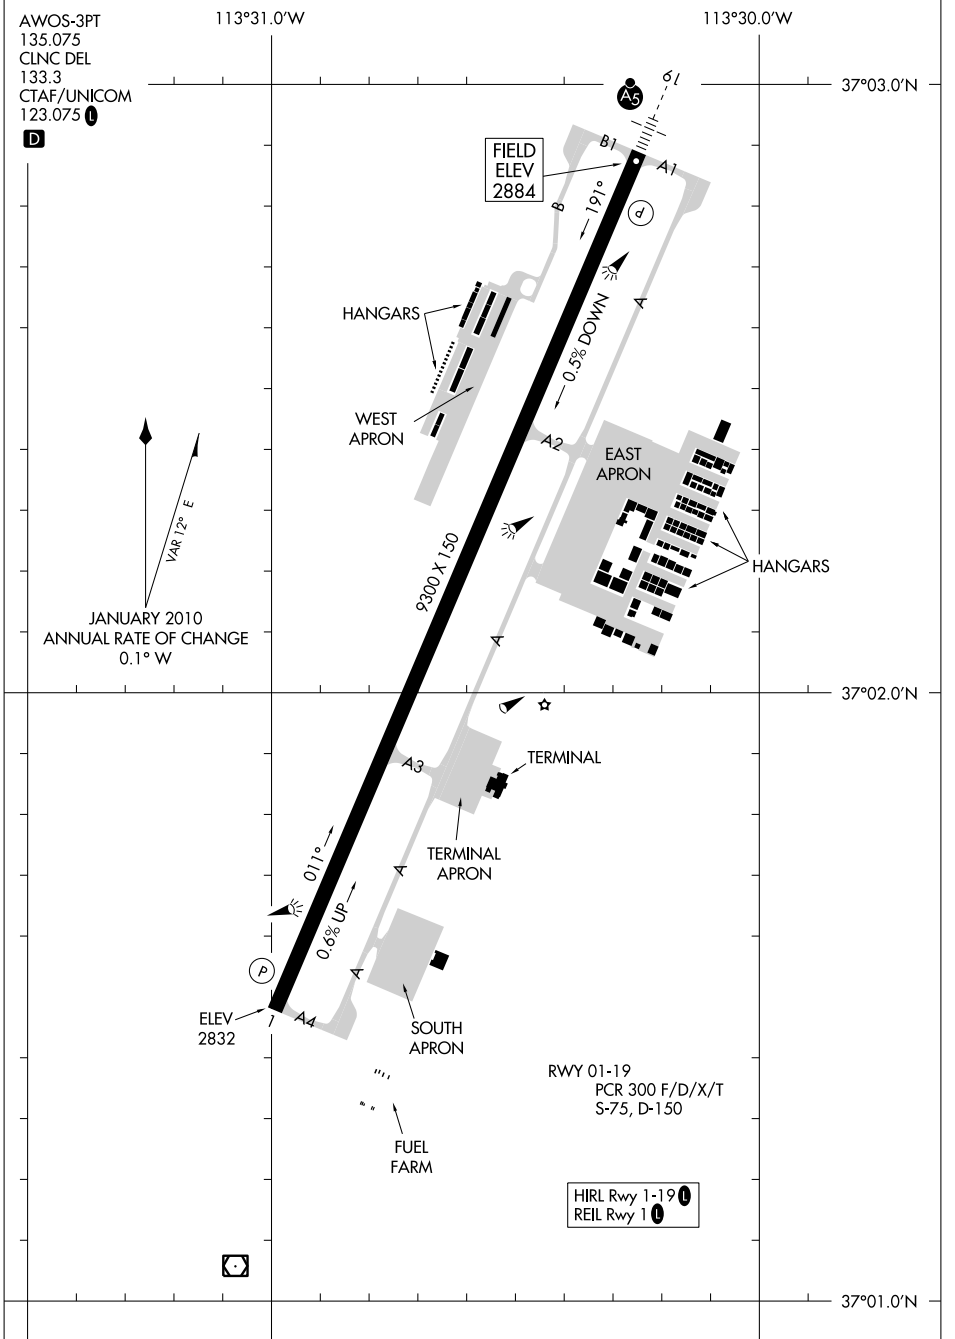 AWOS-3PT
135.075
CLNC DEL
133.3
CTAF/UNICOM
123.075 L
D
113°31.0'W
113°30.0'W
37°03.0'N
A5
19
B1
A1
FIELD
ELEV
2884
191°
B
P
A
0.5% DOWN
HANGARS
WEST
APRON
A2
EAST
APRON
HANGARS
VAR 12° E
JANUARY 2010
ANNUAL RATE OF CHANGE
0.1° W
9300 X 150
A
37°02.0'N
A3
TERMINAL
TERMINAL
APRON
011°
A
0.6% UP
P
A
ELEV
2832
1
A4
SOUTH
APRON
RWY 01-19
PCR 300 F/D/X/T
S-75, D-150
FUEL
FARM
HIRL Rwy 1-19 L
REIL Rwy 1 L
37°01.0'N